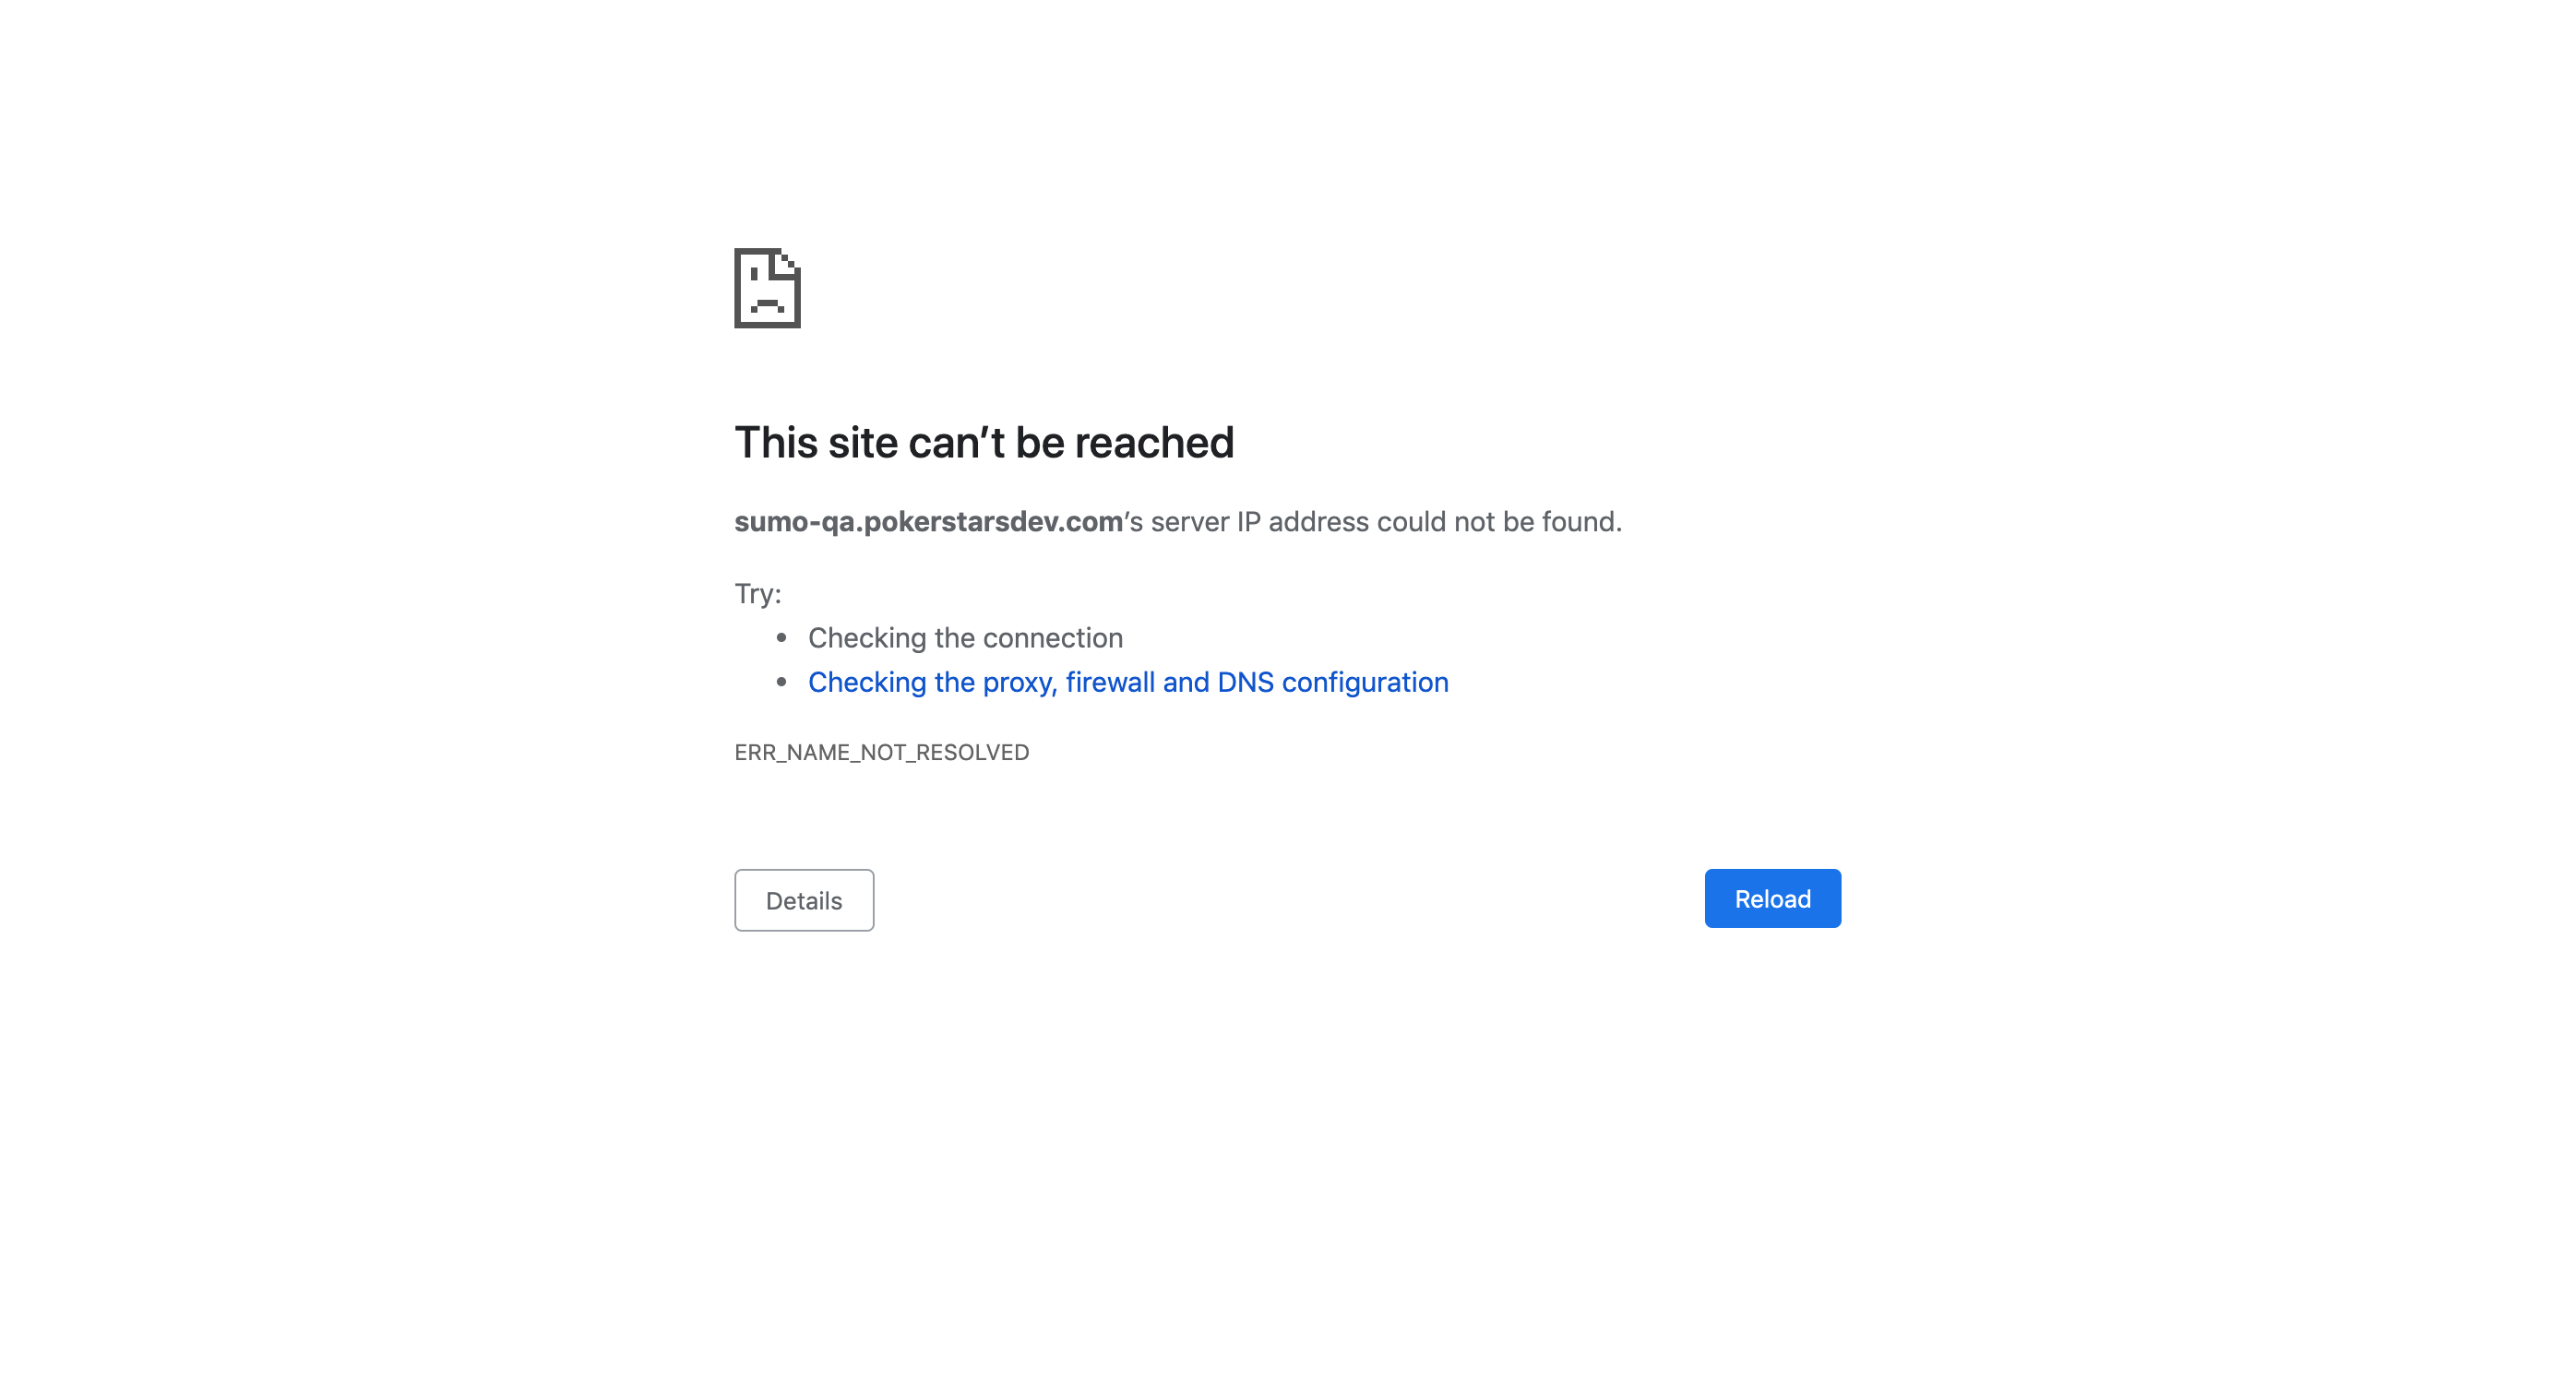 This site can’t be reached
sumo-qa.pokerstarsdev.com’s server IP address could not be found.
Try:
• Checking the connection
• Checking the proxy, firewall and DNS configuration
ERR_NAME_NOT_RESOLVED
Details
Reload